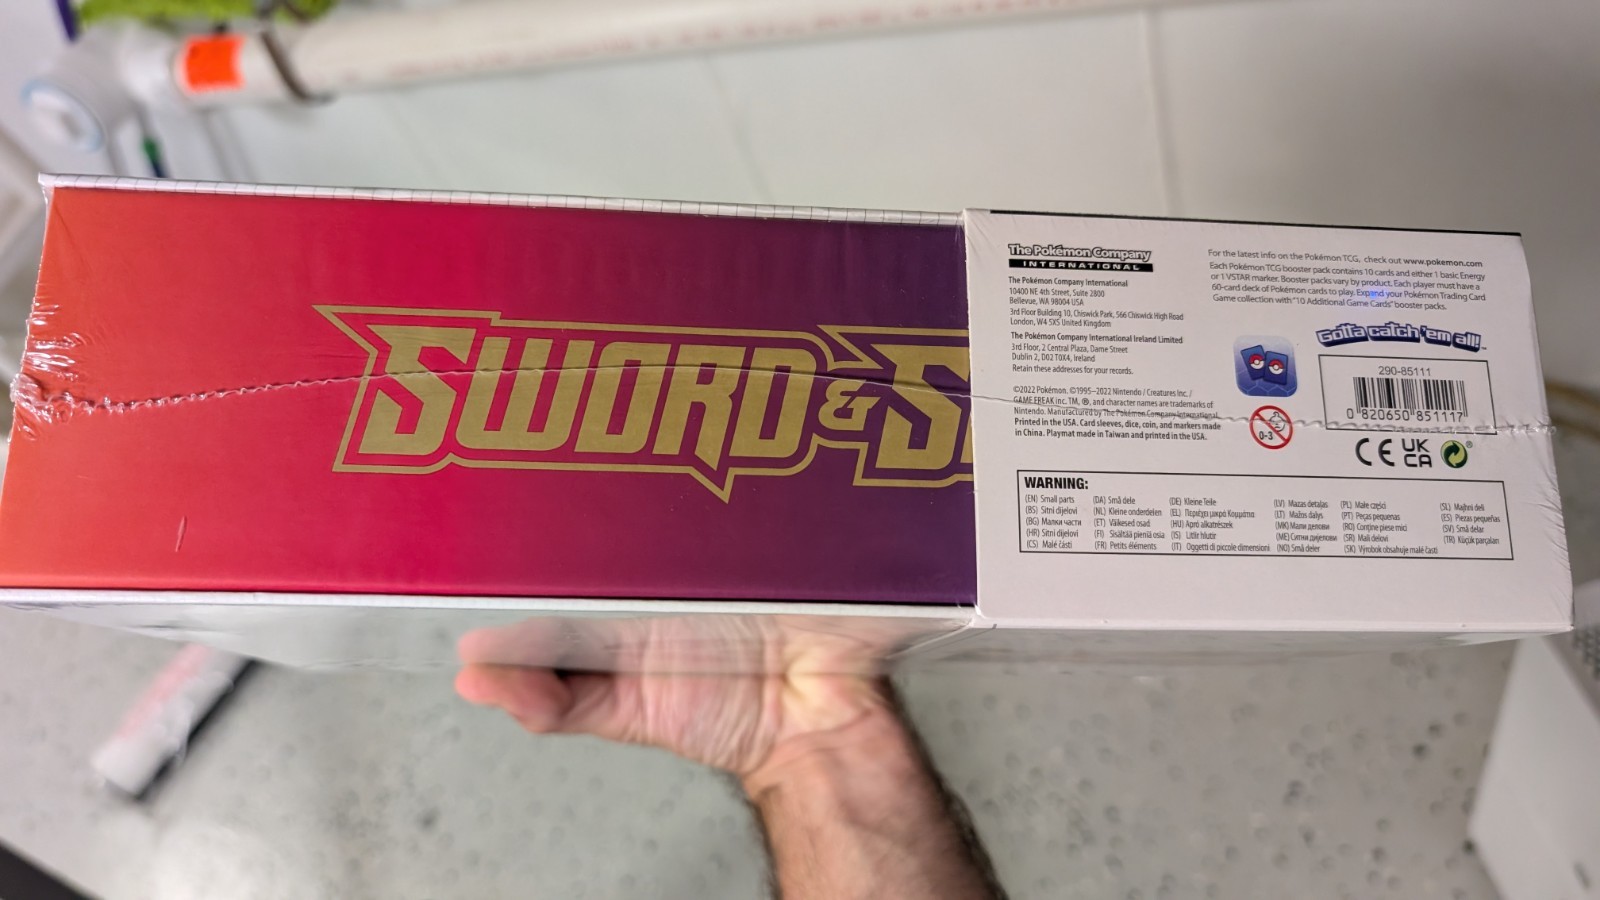 SWORD & S
The Pokémon Company
INTERNATIONAL
The Pokémon Company International
10400 NE 4th Street, Suite 2800
Bellevue, WA 98004 USA
3rd Floor Building 10, Chiswick Park, 566 Chiswick High Road
London, W4 5XS United Kingdom
The Pokémon Company International Ireland Limited
3rd Floor, 2 Central Plaza, Dame Street
Dublin 2, D02 T0X4, Ireland
Retain these addresses for your records.
©2022 Pokémon. ©1995–2022 Nintendo / Creatures Inc. /
GAME FREAK inc. TM, ®, and character names are trademarks of
Nintendo. Manufactured by The Pokémon Company International.
Printed in the USA. Card sleeves, dice, coin, and markers made
in China. Playmat made in Taiwan and printed in the USA.
For the latest info on the Pokémon TCG, check out www.pokemon.com
Each Pokémon TCG booster pack contains 10 cards and either 1 basic Energy
or 1 VSTAR marker. Booster packs vary by product. Each player must have a
60-card deck of Pokémon cards to play. Expand your Pokémon Trading Card
Game collection with "10 Additional Game Cards" booster packs.
Gotta catch 'em all!™
290-85111
0 820650 851117
0-3
CE UK CA ®
WARNING:
(EN) Small parts
(BS) Sitni dijelovi
(BG) Малки части
(HR) Sitni dijelovi
(CS) Malé části
(DA) Små dele
(NL) Kleine onderdelen
(ET) Väikesed osad
(FI) Sisältää pieniä osia
(FR) Petits éléments
(DE) Kleine Teile
(EL) Περιέχει μικρά Κομμάτια
(HU) Apró alkatrészek
(IS) Litlir hlutir
(IT) Oggetti di piccole dimensioni
(LV) Mazas detaļas
(LT) Mažos dalys
(MK) Мали делови
(ME) Ситни дијелови
(NO) Små deler
(PL) Małe części
(PT) Peças pequenas
(RO) Conține piese mici
(SR) Mali delovi
(SK) Výrobok obsahuje malé časti
(SL) Majhni deli
(ES) Piezas pequeñas
(SV) Små delar
(TR) Küçük parçaları